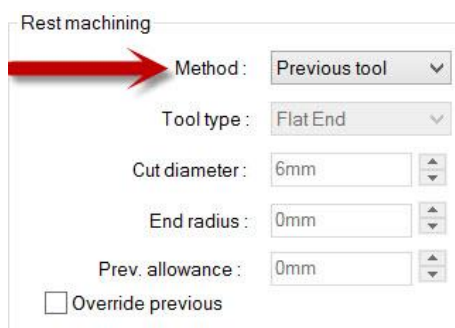 Rest machining
Method : Previous tool
Tool type : Flat End
Cut diameter : 6mm
End radius : 0mm
Prev. allowance : 0mm
Override previous